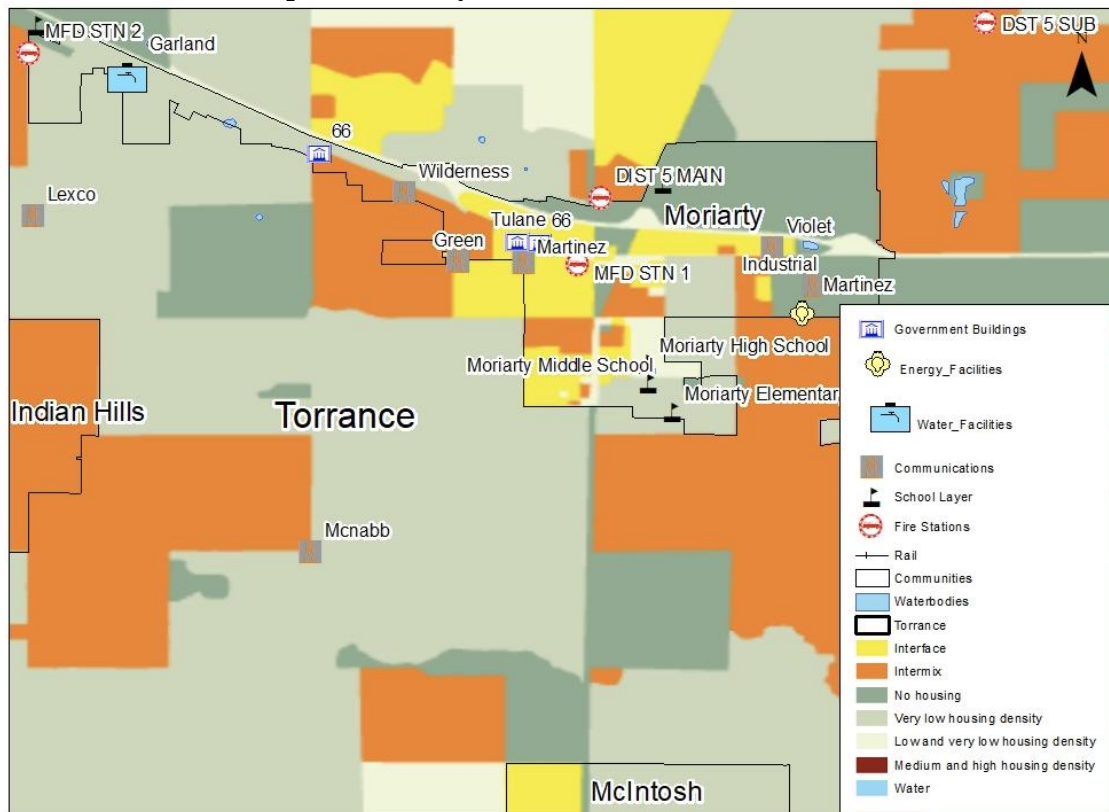 MFD STN 2
Garland
DST 5 SUB
N
66
Wilderness
Lexco
DIST 5 MAIN
Moriarty
Tulane 66
Violet
Green
Martinez
Industrial
MFD STN 1
Martinez
Moriarty High School
Moriarty Middle School
Moriarty Elementar
Indian Hills
Torrance
Mcnabb
McIntosh
Government Buildings
Energy_Facilities
Water_Facilities
Communications
School Layer
Fire Stations
Rail
Communities
Waterbodies
Torrance
Interface
Intermix
No housing
Very low housing density
Low and very low housing density
Medium and high housing density
Water